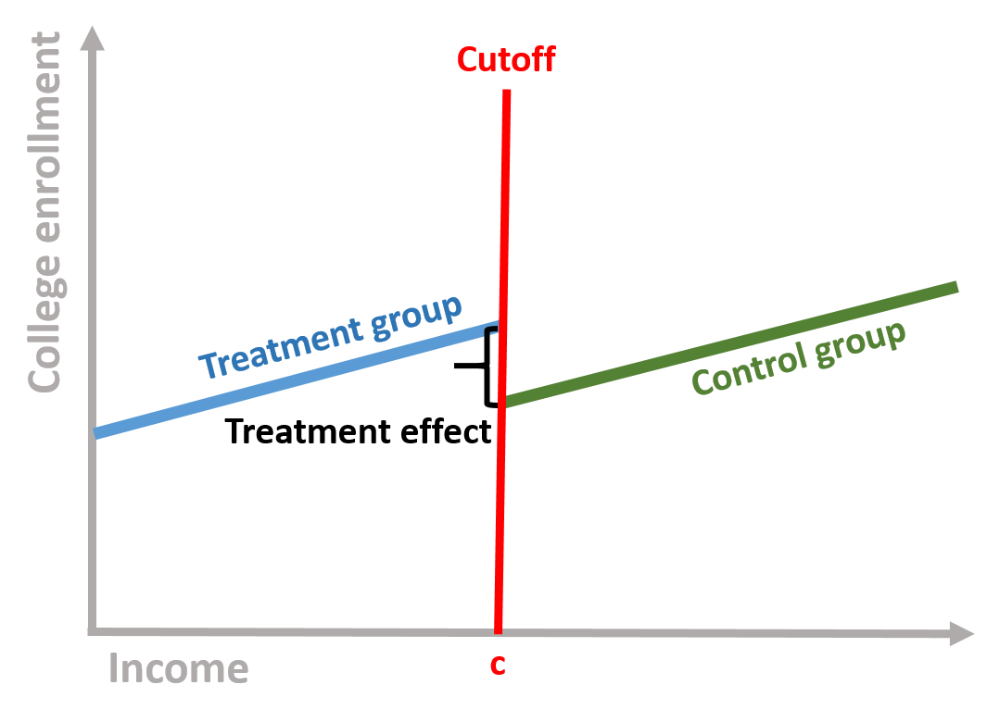 Cutoff
College enrollment
Treatment group
Control group
Treatment effect
Income
c